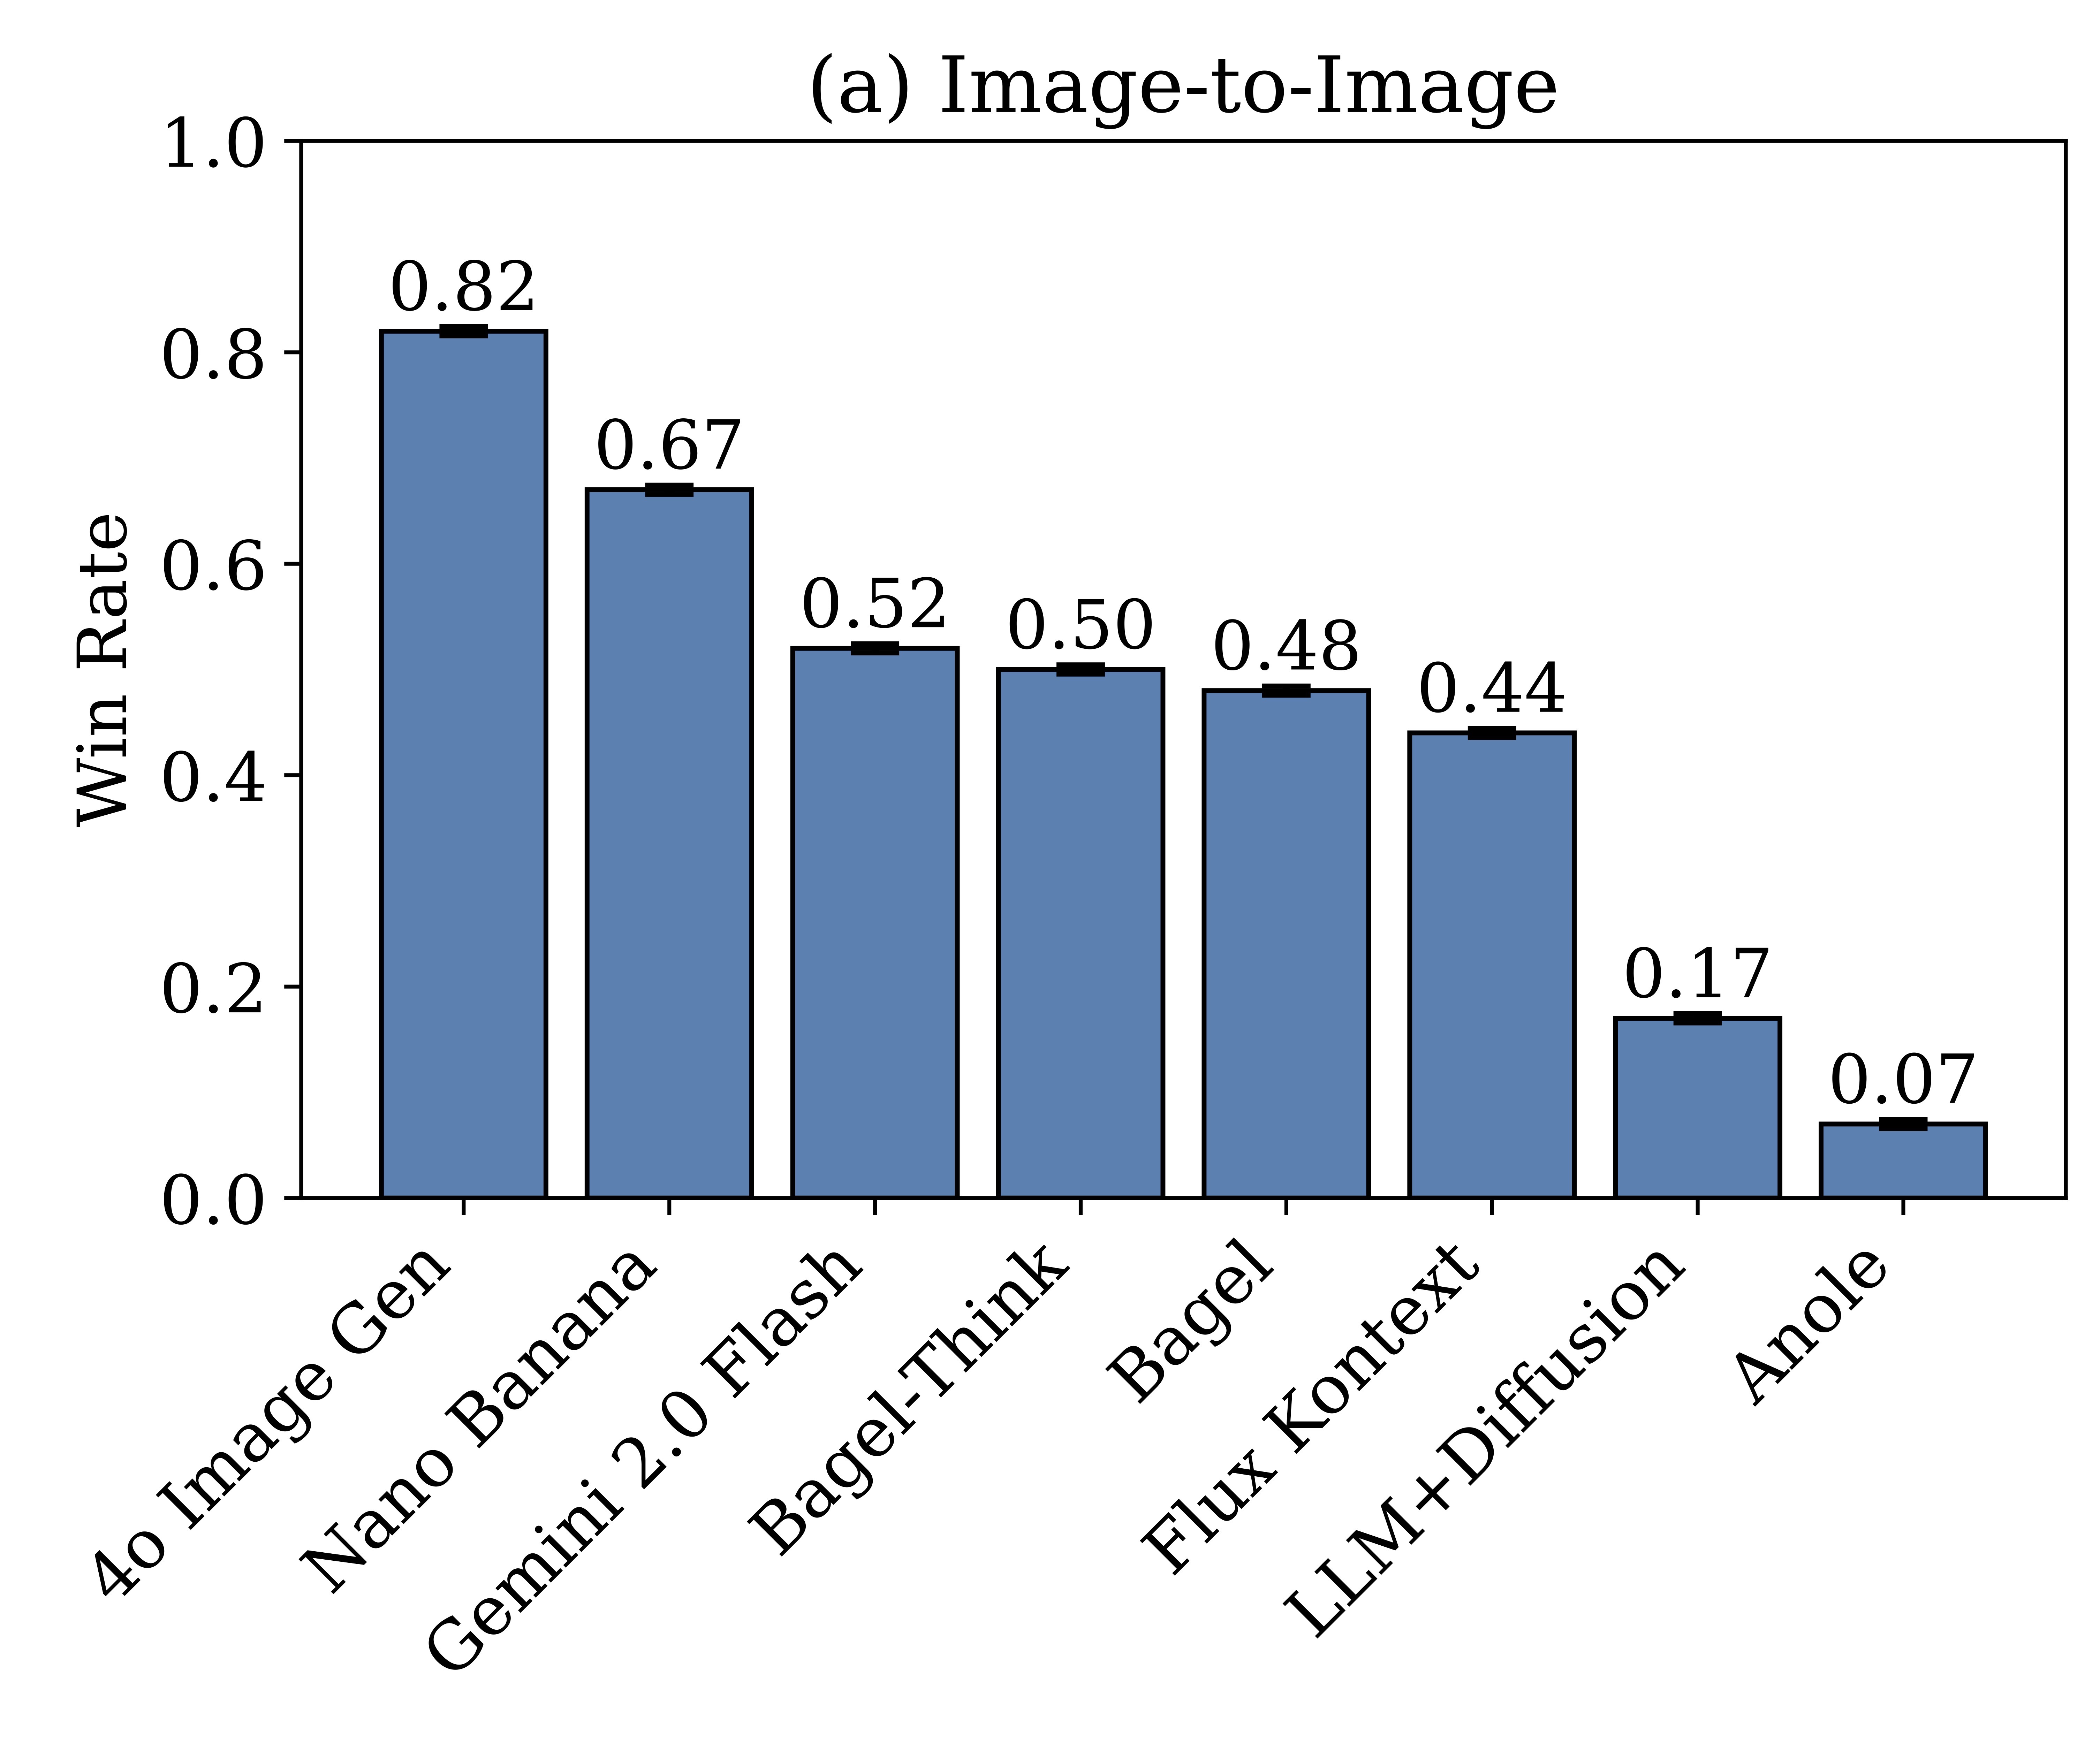 (a) Image-to-Image
Win Rate
1.0
0.8
0.6
0.4
0.2
0.0
0.82
0.67
0.52
0.50
0.48
0.44
0.17
0.07
4o Image Gen
Nano Banana
Gemini 2.0 Flash
Bagel-Think
Bagel
Flux Kontext
LLM+Diffusion
Anole